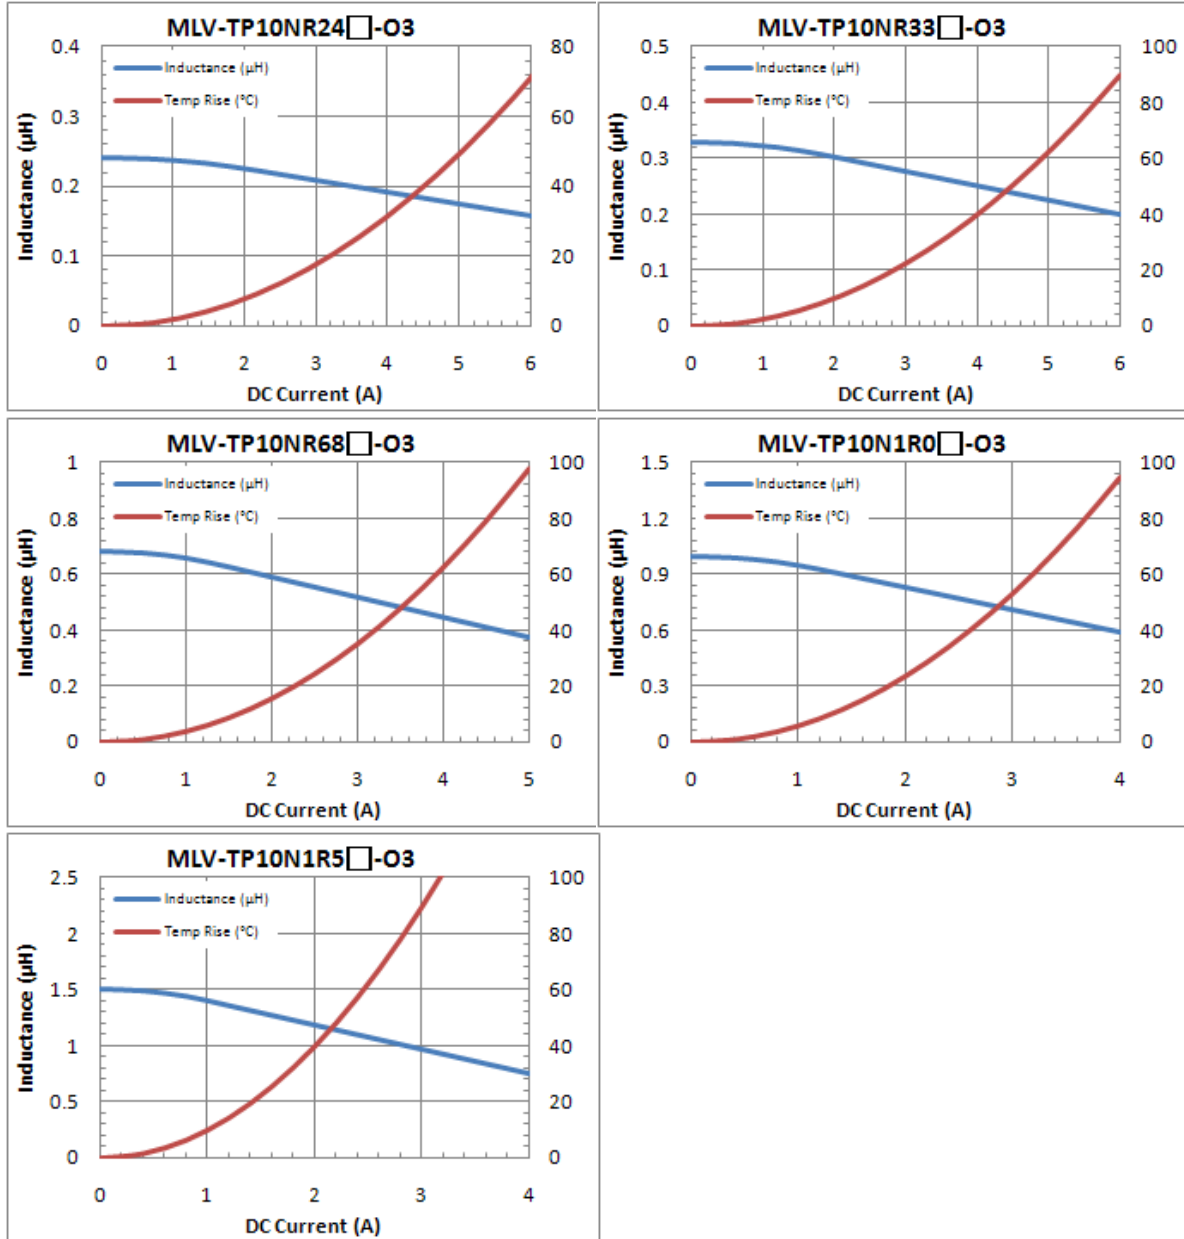 MLV-TP10NR24□-O3
Inductance (µH)
Temp Rise (°C)
Inductance (µH)
0.4
0.3
0.2
0.1
0
80
60
40
20
0
0 1 2 3 4 5 6
DC Current (A)
MLV-TP10NR33□-O3
Inductance (µH)
Temp Rise (°C)
Inductance (µH)
0.5
0.4
0.3
0.2
0.1
0
100
80
60
40
20
0
0 1 2 3 4 5 6
DC Current (A)
MLV-TP10NR68□-O3
Inductance (µH)
Temp Rise (°C)
Inductance (µH)
1
0.8
0.6
0.4
0.2
0
100
80
60
40
20
0
0 1 2 3 4 5
DC Current (A)
MLV-TP10N1R0□-O3
Inductance (µH)
Temp Rise (°C)
Inductance (µH)
1.5
1.2
0.9
0.6
0.3
0
100
80
60
40
20
0
0 1 2 3 4
DC Current (A)
MLV-TP10N1R5□-O3
Inductance (µH)
Temp Rise (°C)
Inductance (µH)
2.5
2
1.5
1
0.5
0
100
80
60
40
20
0
0 1 2 3 4
DC Current (A)